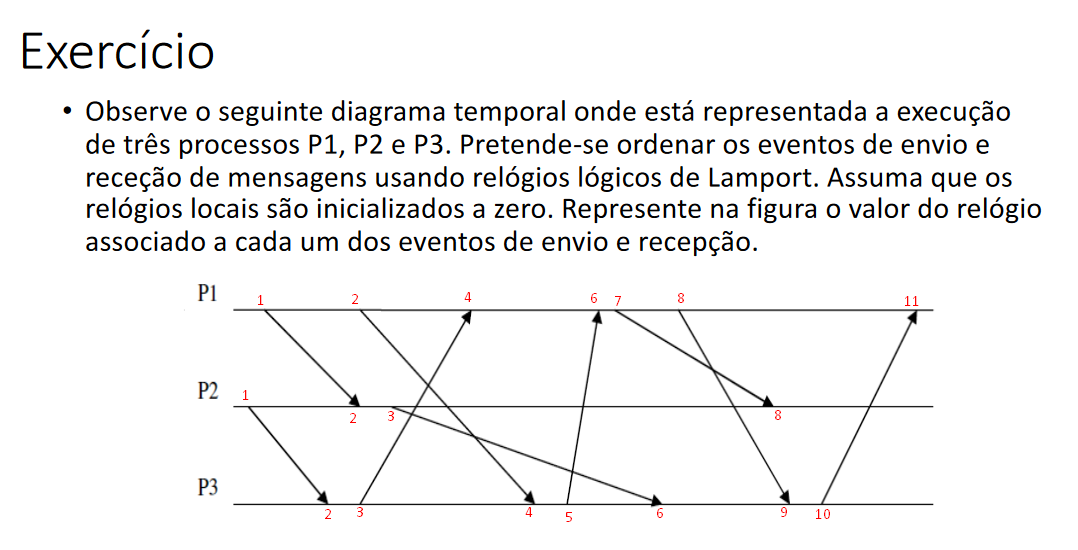 Exercício
• Observe o seguinte diagrama temporal onde está representada a execução
de três processos P1, P2 e P3. Pretende-se ordenar os eventos de envio e
receção de mensagens usando relógios lógicos de Lamport. Assuma que os
relógios locais são inicializados a zero. Represente na figura o valor do relógio
associado a cada um dos eventos de envio e recepção.
P1 1 2 4 6 7 8 11
P2 1
2 3 8
P3
2 3 4 5 6 9 10